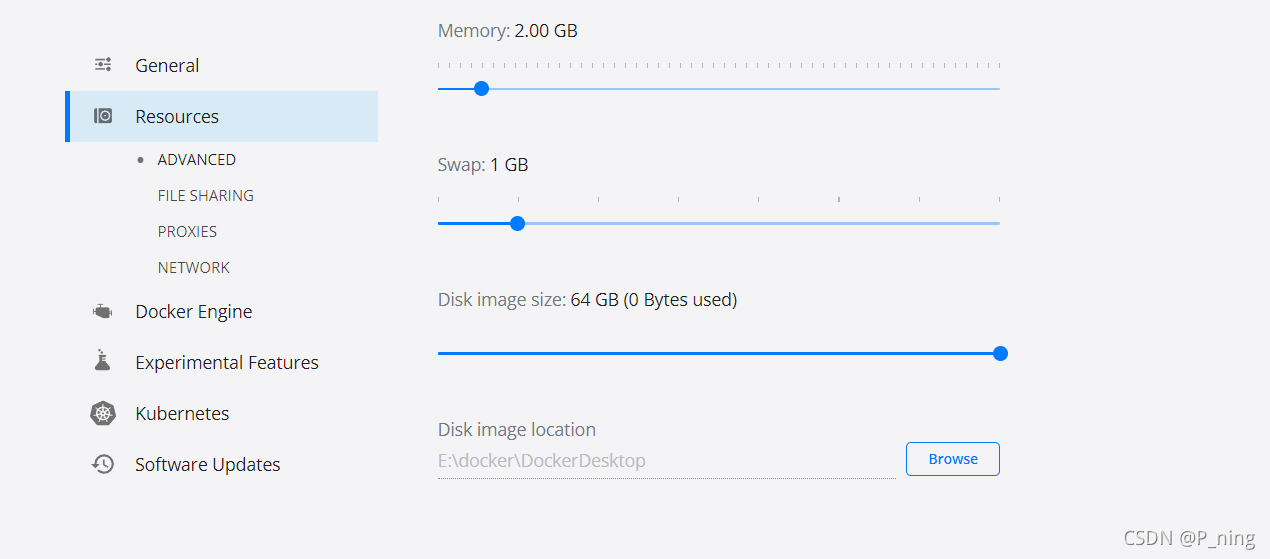 General
Resources
ADVANCED
FILE SHARING
PROXIES
NETWORK
Docker Engine
Experimental Features
Kubernetes
Software Updates
Memory: 2.00 GB
Swap: 1 GB
Disk image size: 64 GB (0 Bytes used)
Disk image location
E:\docker\DockerDesktop
Browse
CSDN @P_ning